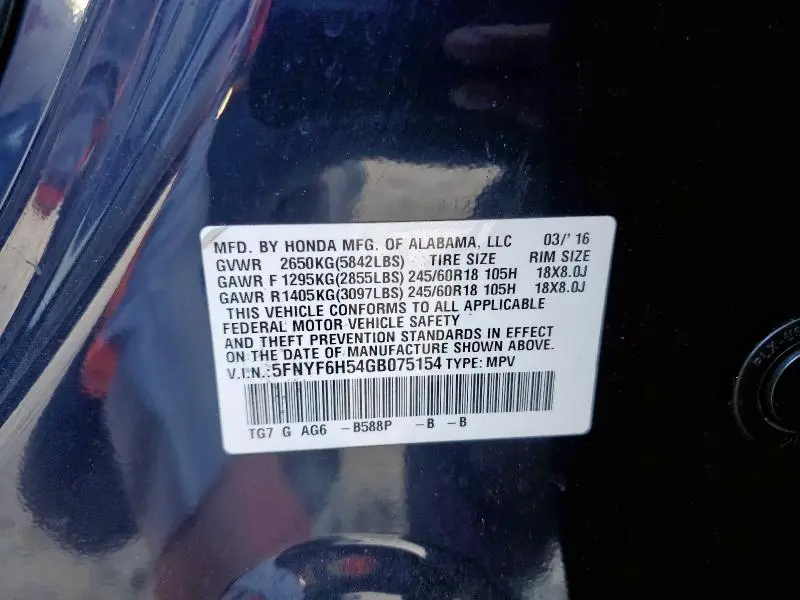 MFD. BY HONDA MFG. OF ALABAMA, LLC 03/'16
GVWR 2650KG(5842LBS) TIRE SIZE RIM SIZE
GAWR F 1295KG(2855LBS) 245/60R18 105H 18X8.0J
GAWR R 1405KG(3097LBS) 245/60R18 105H 18X8.0J
THIS VEHICLE CONFORMS TO ALL APPLICABLE
FEDERAL MOTOR VEHICLE SAFETY
AND THEFT PREVENTION STANDARDS IN EFFECT
ON THE DATE OF MANUFACTURE SHOWN ABOVE.
V.I.N.:5FNYF6H54GB075154 TYPE: MPV
TG7 G AG6 -B588P -B -B